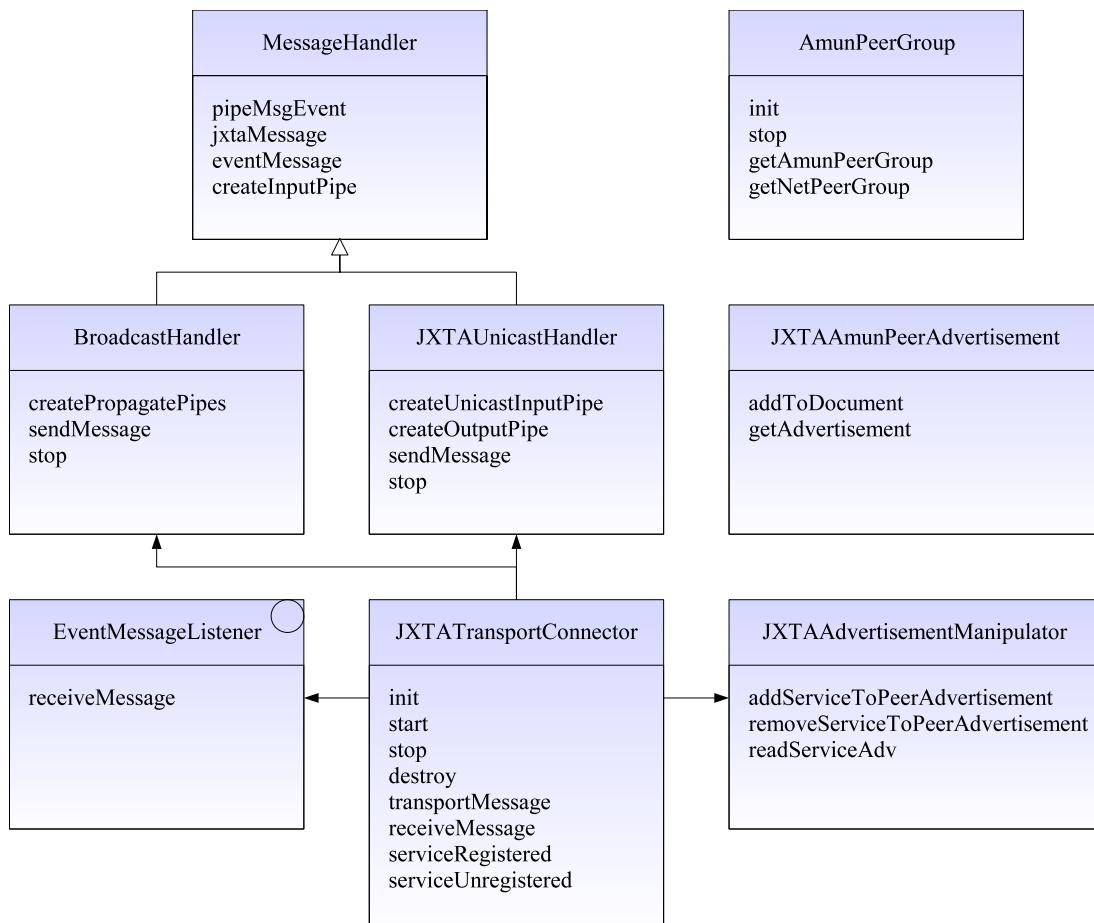 MessageHandler
pipeMsgEvent
jxtaMessage
eventMessage
createInputPipe
AmunPeerGroup
init
stop
getAmunPeerGroup
getNetPeerGroup
BroadcastHandler
createPropagatePipes
sendMessage
stop
JXTAUnicastHandler
createUnicastInputPipe
createOutputPipe
sendMessage
stop
JXTAAmunPeerAdvertisement
addToDocument
getAdvertisement
EventMessageListener
receiveMessage
JXTATransportConnector
init
start
stop
destroy
transportMessage
receiveMessage
serviceRegistered
serviceUnregistered
JXTAAdvertisementManipulator
addServiceToPeerAdvertisement
removeServiceToPeerAdvertisement
readServiceAdv